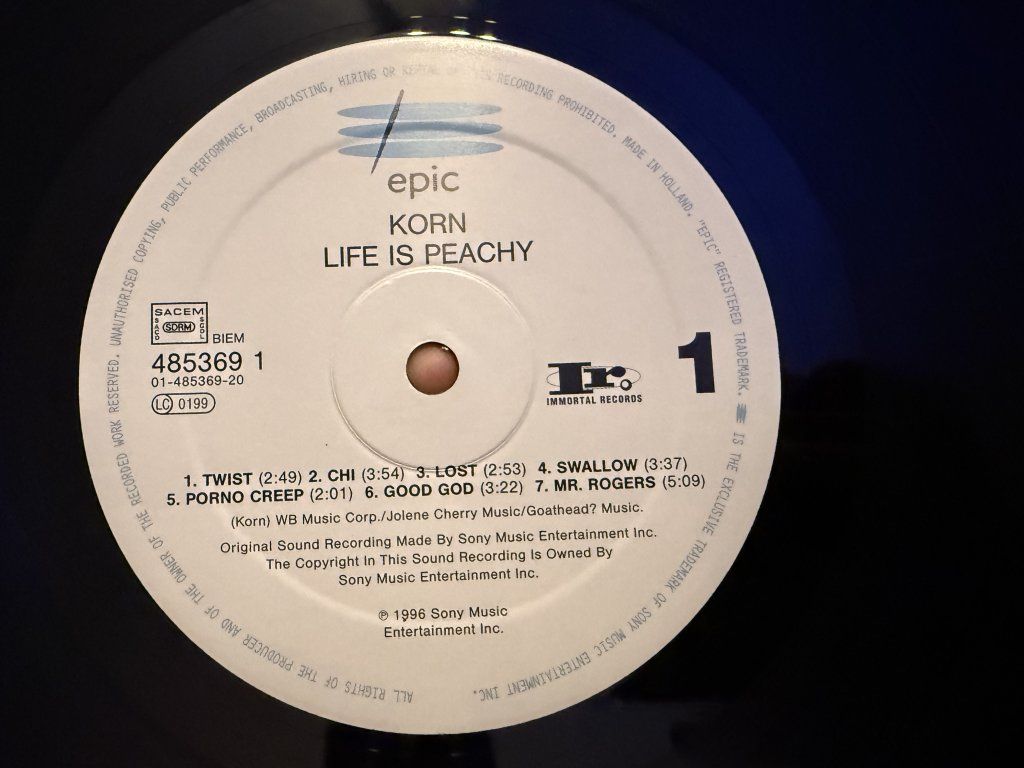 ALL RIGHTS OF THE PRODUCER AND OF THE OWNER OF THE RECORDED WORK RESERVED. UNAUTHORISED COPYING, PUBLIC PERFORMANCE, BROADCASTING, HIRING OR RENTAL OF THIS RECORDING PROHIBITED. MADE IN HOLLAND. "EPIC" REGISTERED TRADEMARK. IS THE EXCLUSIVE TRADEMARK OF SONY MUSIC ENTERTAINMENT INC.
epic
KORN
LIFE IS PEACHY
SACEM
SACD SDRM SGDL
BIEM
485369 1
01-485369-20
LC 0199
Ir.
IMMORTAL RECORDS
1
1. TWIST (2:49) 2. CHI (3:54) 3. LOST (2:53) 4. SWALLOW (3:37)
5. PORNO CREEP (2:01) 6. GOOD GOD (3:22) 7. MR. ROGERS (5:09)
(Korn) WB Music Corp./Jolene Cherry Music/Goathead? Music.
Original Sound Recording Made By Sony Music Entertainment Inc.
The Copyright In This Sound Recording Is Owned By
Sony Music Entertainment Inc.
℗ 1996 Sony Music
Entertainment Inc.